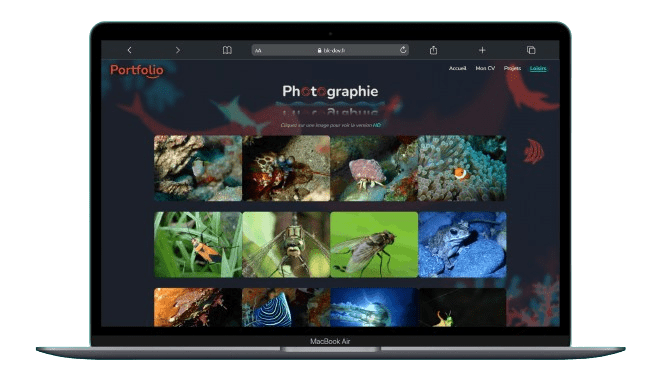 AA
blc-dev.fr
Portfolio
Accueil Mon CV Projets Loisirs
Photographie
Cliquez sur une image pour voir la version HD
MacBook Air